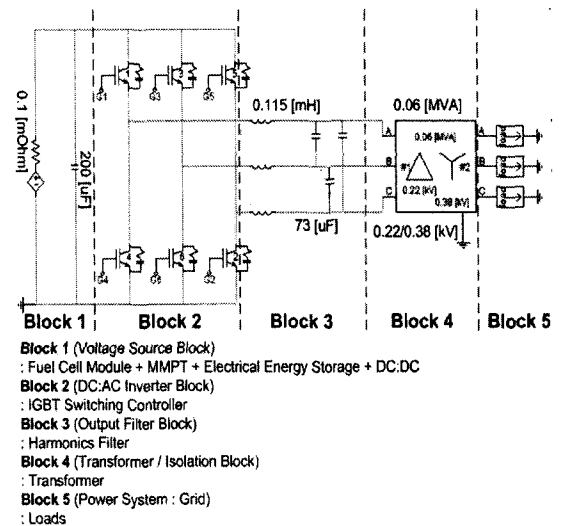 G1
G3
G5
0.1 [mOhm]
200 [uF]
0.115 [mH]
0.06 [MVA]
A
0.06 [MVA]
A
B
#1
#2
B
C
0.22 [kV]
0.38 [kV]
C
73 [uF]
0.22/0.38 [kV]
G4
G2
Block 1
Block 2
Block 3
Block 4
Block 5
Block 1 (Voltage Source Block)
: Fuel Cell Module + MMPT + Electrical Energy Storage + DC:DC
Block 2 (DC:AC Inverter Block)
: IGBT Switching Controller
Block 3 (Output Filter Block)
: Harmonics Filter
Block 4 (Transformer / Isolation Block)
: Transformer
Block 5 (Power System : Grid)
: Loads